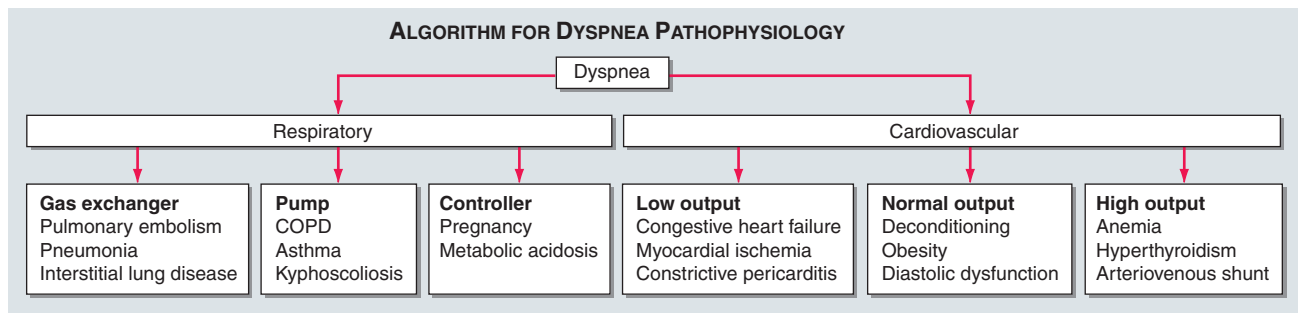 ALGORITHM FOR DYSPNEA PATHOPHYSIOLOGY
Dyspnea
Respiratory
Cardiovascular
Gas exchanger
Pulmonary embolism
Pneumonia
Interstitial lung disease
Pump
COPD
Asthma
Kyphoscoliosis
Controller
Pregnancy
Metabolic acidosis
Low output
Congestive heart failure
Myocardial ischemia
Constrictive pericarditis
Normal output
Deconditioning
Obesity
Diastolic dysfunction
High output
Anemia
Hyperthyroidism
Arteriovenous shunt